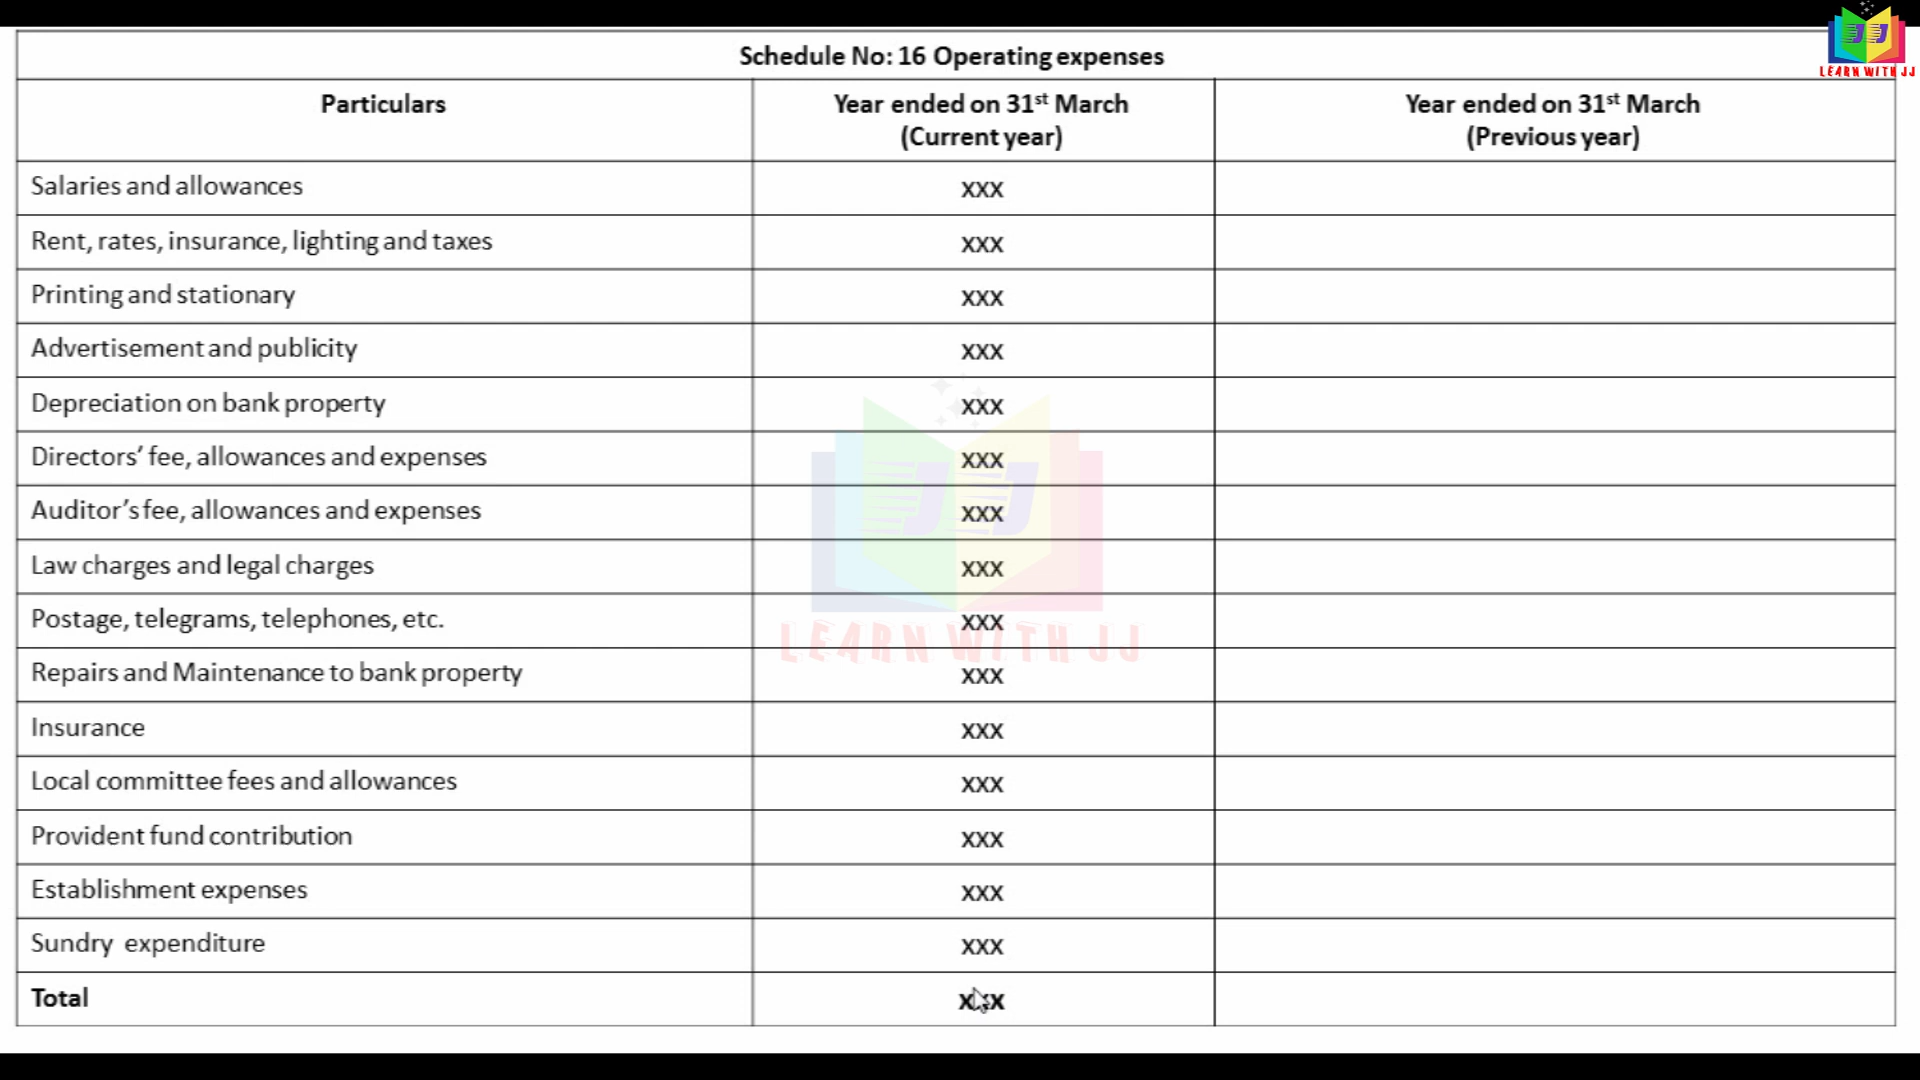 LEARN WITH JJ
Schedule No: 16 Operating expenses
Particulars
Year ended on 31st March
(Current year)
Year ended on 31st March
(Previous year)
Salaries and allowances xxx
Rent, rates, insurance, lighting and taxes xxx
Printing and stationary xxx
Advertisement and publicity xxx
Depreciation on bank property xxx
Directors’ fee, allowances and expenses xxx
Auditor’s fee, allowances and expenses xxx
Law charges and legal charges xxx
Postage, telegrams, telephones, etc. xxx
LEARN WITH JJ
Repairs and Maintenance to bank property xxx
Insurance xxx
Local committee fees and allowances xxx
Provident fund contribution xxx
Establishment expenses xxx
Sundry expenditure xxx
Total xxx